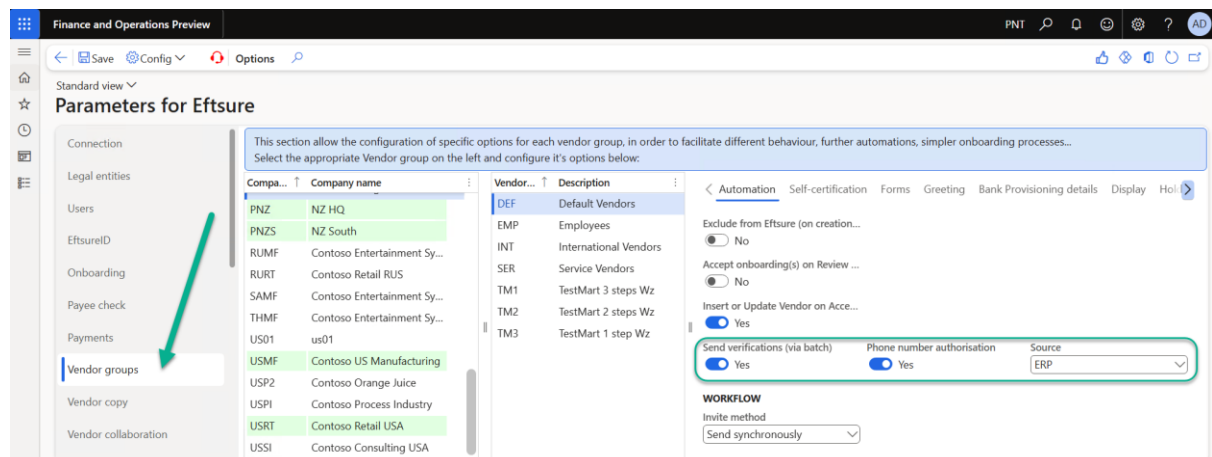 Finance and Operations Preview
PNT
?
AD
Save
Config
Options
Standard view
Parameters for Eftsure
Connection
Legal entities
Users
EftsureID
Onboarding
Payee check
Payments
Vendor groups
Vendor copy
Vendor collaboration
This section allow the configuration of specific options for each vendor group, in order to facilitate different behaviour, further automations, simpler onboarding processes...
Select the appropriate Vendor group on the left and configure it's options below:
Compa... ↑ Company name
PNZ NZ HQ
PNZS NZ South
RUMF Contoso Entertainment Sy...
RURT Contoso Retail RUS
SAMF Contoso Entertainment Sy...
THMF Contoso Entertainment Sy...
US01 us01
USMF Contoso US Manufacturing
USP2 Contoso Orange Juice
USPI Contoso Process Industry
USRT Contoso Retail USA
USSI Contoso Consulting USA
Vendor... ↑ Description
DEF Default Vendors
EMP Employees
INT International Vendors
SER Service Vendors
TM1 TestMart 3 steps Wz
TM2 TestMart 2 steps Wz
TM3 TestMart 1 step Wz
Automation Self-certification Forms Greeting Bank Provisioning details Display Hol
Exclude from Eftsure (on creation...
No
Accept onboarding(s) on Review ...
No
Insert or Update Vendor on Acce...
Yes
Send verifications (via batch) Phone number authorisation Source
Yes Yes ERP
WORKFLOW
Invite method
Send synchronously